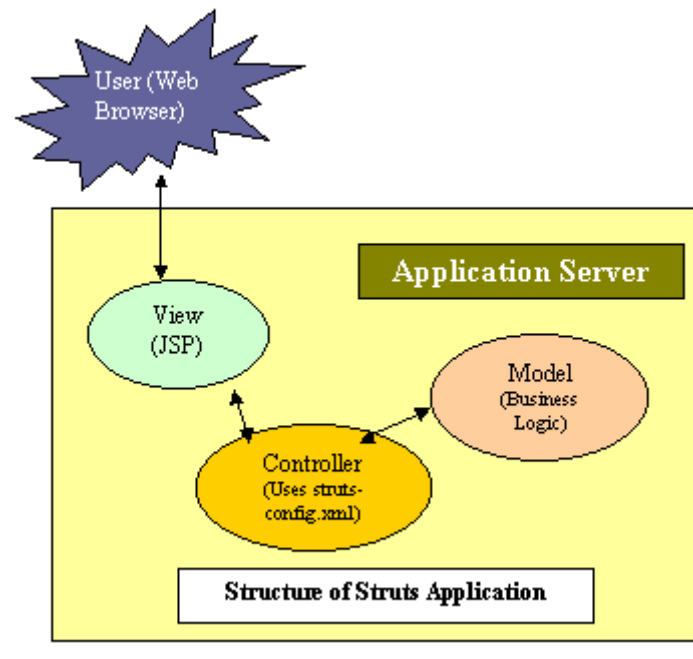 User (Web
Browser)
Application Server
View
(JSP)
Model
(Business
Logic)
Controller
(Uses struts-
config.xml)
Structure of Struts Application